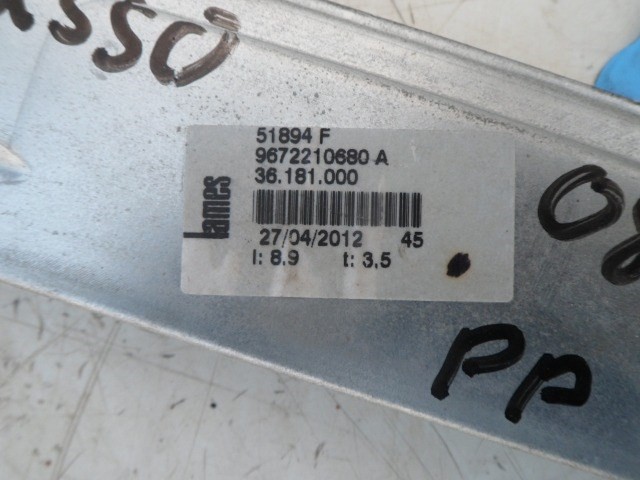 51894 F
9672210680 A
36.181.000
Lames
27/04/2012 45
I: 8,9 t: 3,5
PP